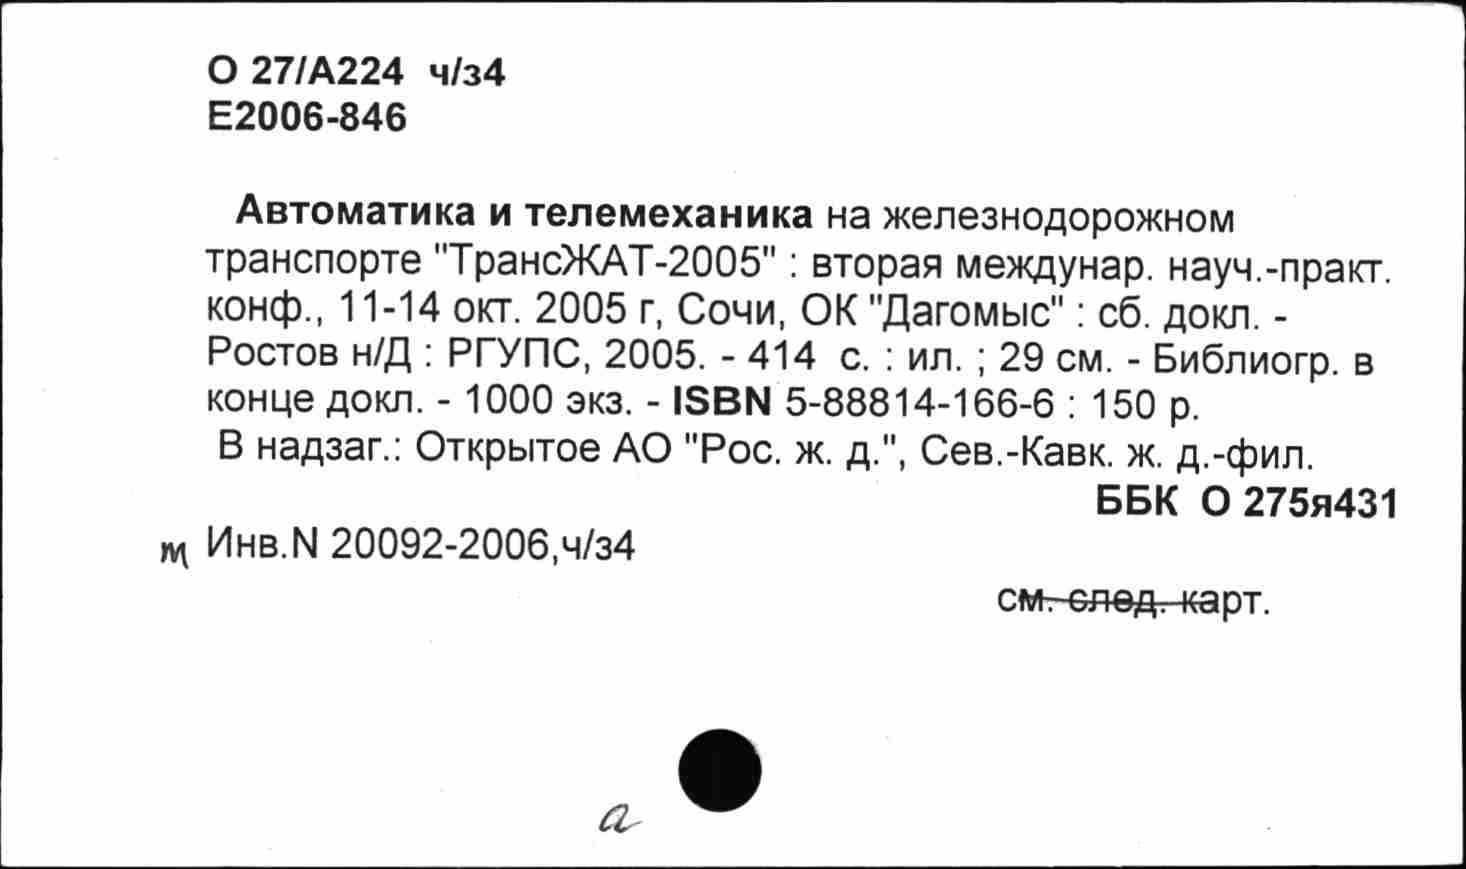 О 27/А224 ч/з4
Е2006-846
Автоматика и телемеханика на железнодорожном
транспорте "ТрансЖАТ-2005" : вторая междунар. науч.-практ.
конф., 11-14 окт. 2005 г, Сочи, ОК "Дагомыс" : сб. докл. -
Ростов н/Д : РГУПС, 2005. - 414 с. : ил. ; 29 см. - Библиогр. в
конце докл. - 1000 экз. - ISBN 5-88814-166-6 : 150 р.
В надзаг.: Открытое АО "Рос. ж. д.", Сев.-Кавк. ж. д.-фил.
ББК О 275я431
т Инв.N 20092-2006,ч/з4
см. след. карт.
а